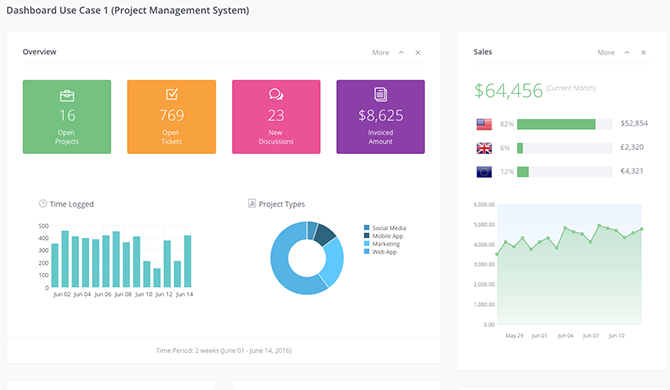 Dashboard Use Case 1 (Project Management System)
Overview
More
16
Open
Projects
769
Open
Tickets
23
New
Discussions
$8,625
Invoiced
Amount
Time Logged
500
400
300
200
100
0
Jun 02 Jun 04 Jun 06 Jun 08 Jun 10 Jun 12 Jun 14
Project Types
Social Media
Mobile App
Marketing
Web App
Time Period: 2 weeks (June 01 - June 14, 2016)
Sales
More
$64,456 (Current Month)
82% $52,854
6% £2,320
12% €4,321
6,000.00
5,000.00
4,000.00
3,000.00
2,000.00
1,000.00
0.00
May 29 Jun 01 Jun 04 Jun 07 Jun 10